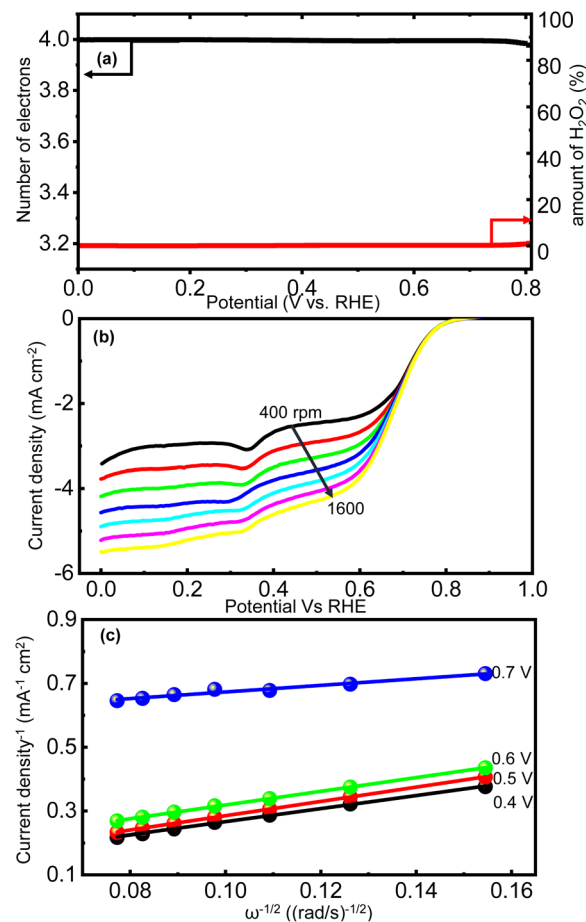 (a)
Number of electrons
4.0
3.8
3.6
3.4
3.2
100
80
60
40
20
0
amount of H₂O₂ (%)
0.0 0.2 0.4 0.6 0.8
Potential (V vs. RHE)
(b)
Current density (mA cm⁻²)
0
-2
-4
-6
400 rpm
1600
0.0 0.2 0.4 0.6 0.8 1.0
Potential Vs RHE
(c)
Current density⁻¹ (mA⁻¹ cm²)
0.9
0.7
0.5
0.3
0.1
0.7 V
0.6 V
0.5 V
0.4 V
0.08 0.10 0.12 0.14 0.16
ω⁻¹/² ((rad/s)⁻¹/²)